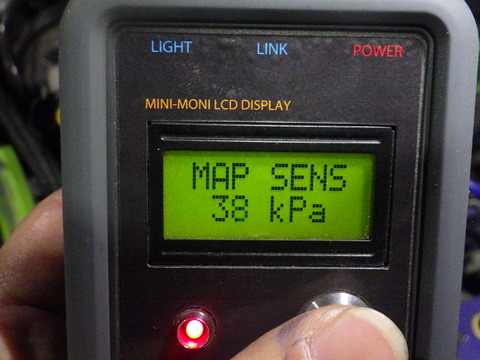 LIGHT LINK POWER
MINI-MONI LCD DISPLAY
MAP SENS
38 kPa